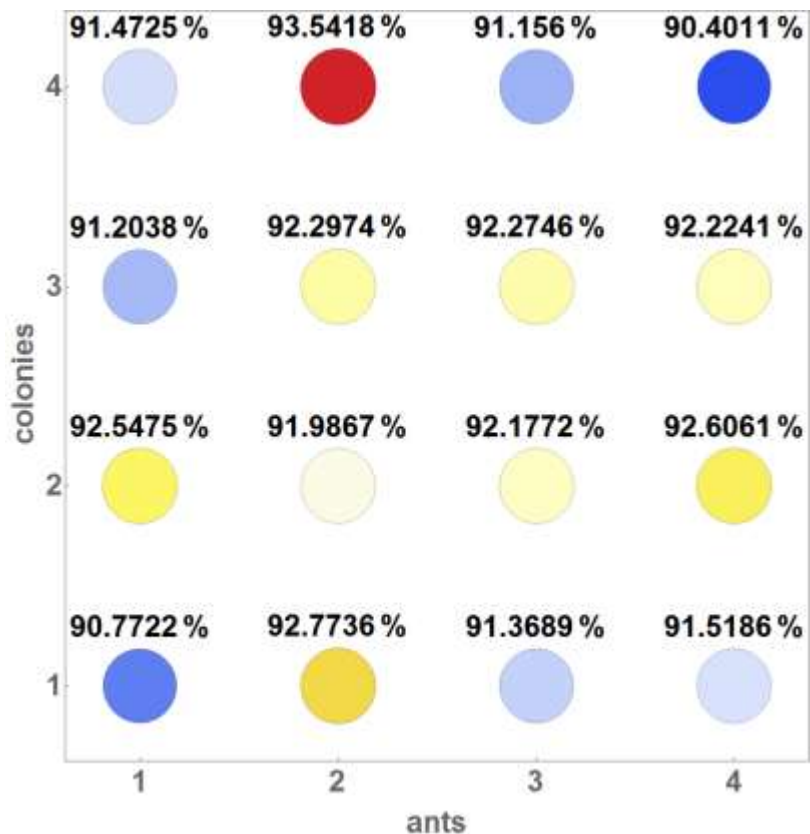 91.4725 % 93.5418 % 91.156 % 90.4011 %
4
91.2038 % 92.2974 % 92.2746 % 92.2241 %
3
colonies
92.5475 % 91.9867 % 92.1772 % 92.6061 %
2
90.7722 % 92.7736 % 91.3689 % 91.5186 %
1
1 2 3 4
ants